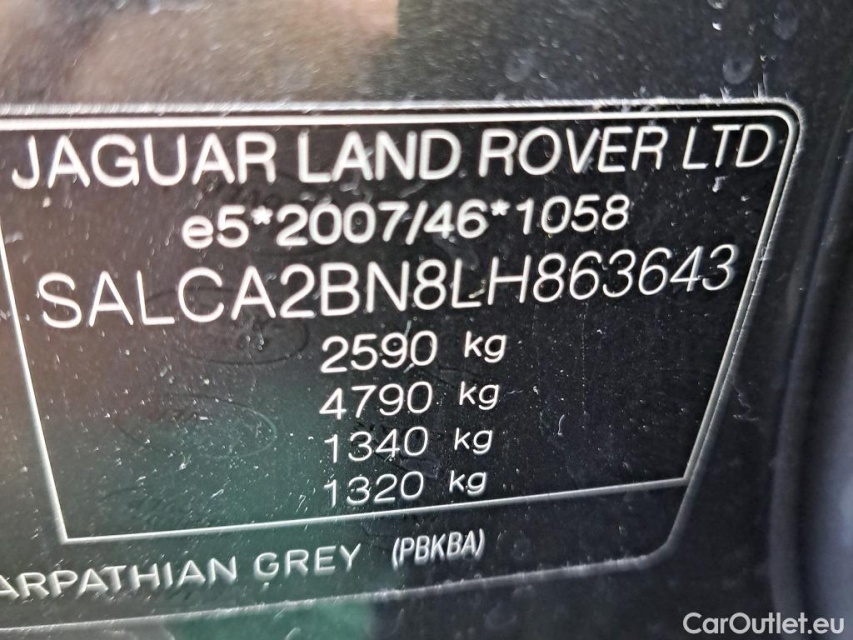 JAGUAR LAND ROVER LTD
e5*2007/46*1058
SALCA2BN8LH863643
2590 kg
4790 kg
1340 kg
1320 kg
ARPATHIAN GREY (PBKBA)
CarOutlet.eu